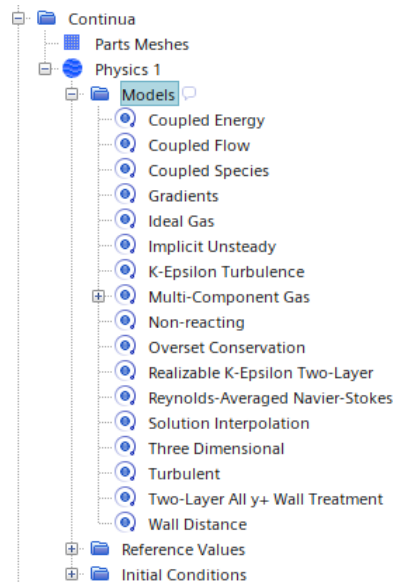 Continua
Parts Meshes
Physics 1
Models
Coupled Energy
Coupled Flow
Coupled Species
Gradients
Ideal Gas
Implicit Unsteady
K-Epsilon Turbulence
Multi-Component Gas
Non-reacting
Overset Conservation
Realizable K-Epsilon Two-Layer
Reynolds-Averaged Navier-Stokes
Solution Interpolation
Three Dimensional
Turbulent
Two-Layer All y+ Wall Treatment
Wall Distance
Reference Values
Initial Conditions